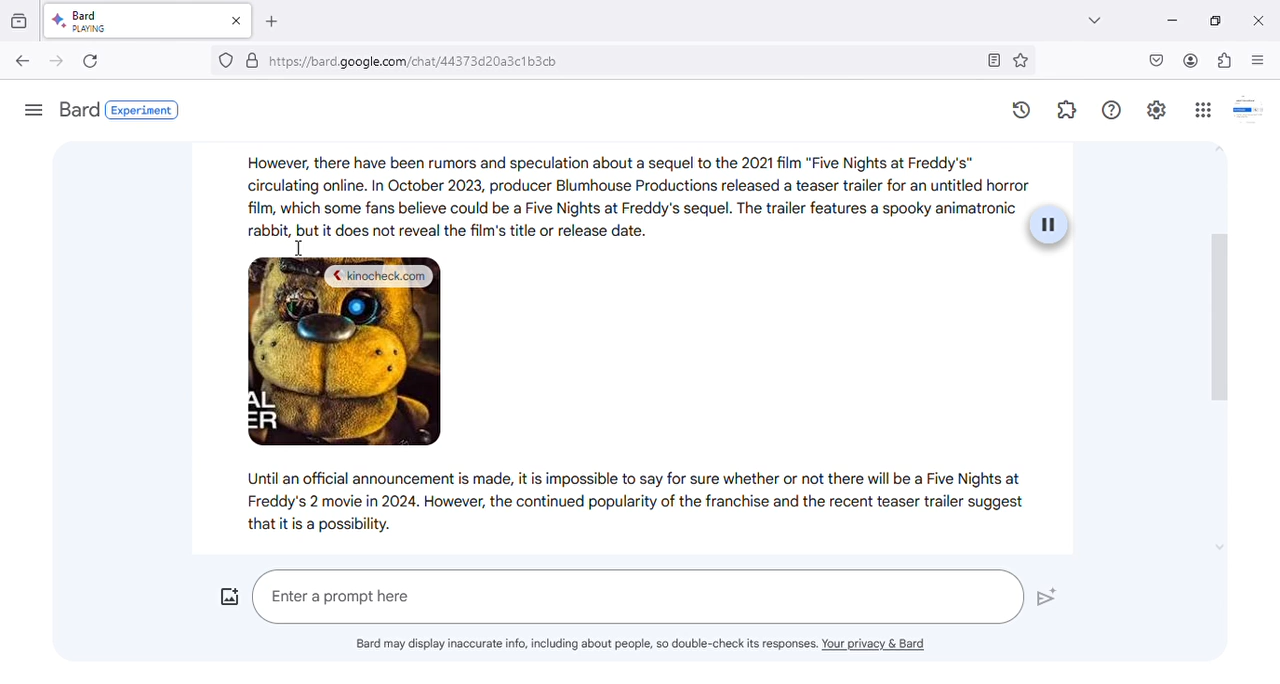 Bard
PLAYING
https://bard.google.com/chat/44373d20a3c1b3cb
Bard Experiment
However, there have been rumors and speculation about a sequel to the 2021 film "Five Nights at Freddy's"
circulating online. In October 2023, producer Blumhouse Productions released a teaser trailer for an untitled horror
film, which some fans believe could be a Five Nights at Freddy's sequel. The trailer features a spooky animatronic
rabbit, but it does not reveal the film's title or release date.
kinocheck.com
AL
ER
Until an official announcement is made, it is impossible to say for sure whether or not there will be a Five Nights at
Freddy's 2 movie in 2024. However, the continued popularity of the franchise and the recent teaser trailer suggest
that it is a possibility.
Enter a prompt here
Bard may display inaccurate info, including about people, so double-check its responses. Your privacy & Bard